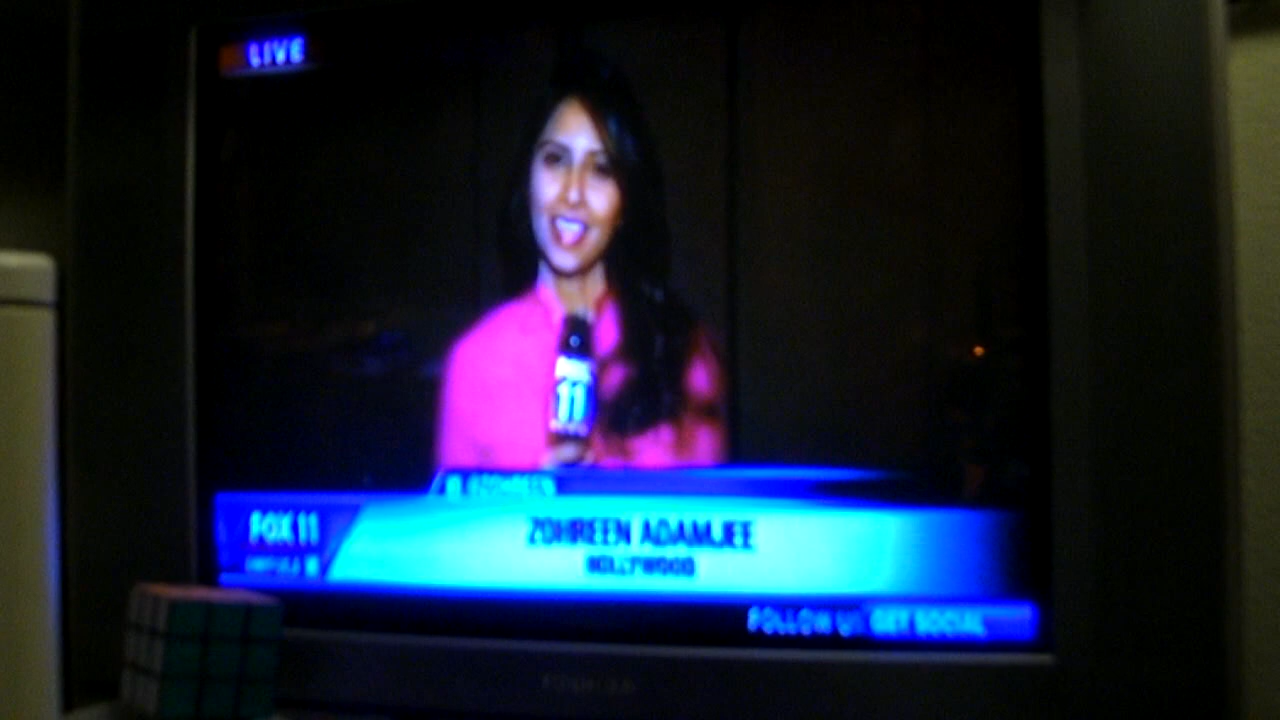 LIVE
11
FOX 11
ZOHREEN ADAMJEE
HOLLYWOOD
FOLLOW US GET SOCIAL